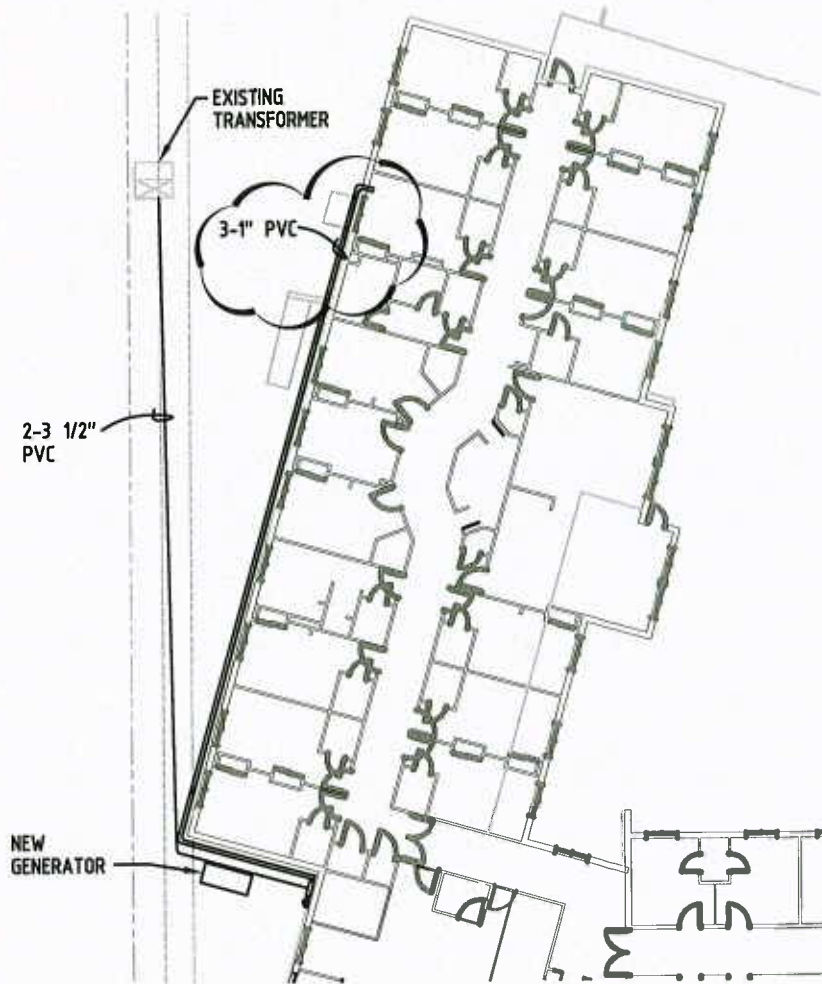 EXISTING
TRANSFORMER
3-1" PVC
2-3 1/2"
PVC
NEW
GENERATOR